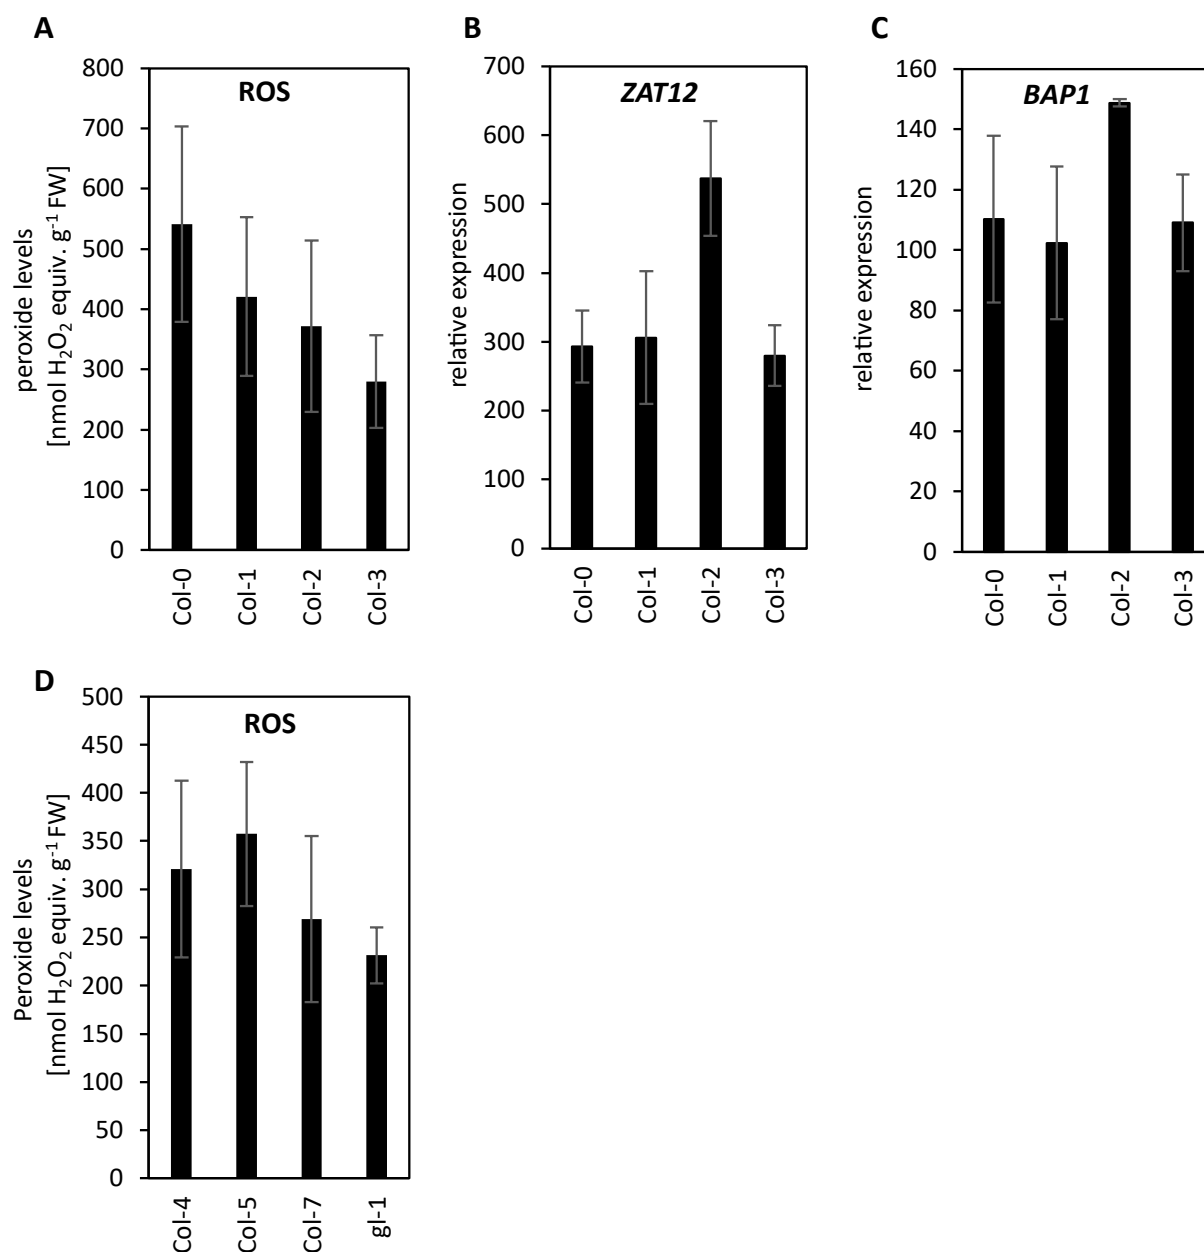 A
ROS
peroxide levels
[nmol H₂O₂ equiv. g⁻¹ FW]
800
700
600
500
400
300
200
100
0
Col-0
Col-1
Col-2
Col-3
B
ZAT12
relative expression
700
600
500
400
300
200
100
0
Col-0
Col-1
Col-2
Col-3
C
BAP1
relative expression
160
140
120
100
80
60
40
20
0
Col-0
Col-1
Col-2
Col-3
D
ROS
Peroxide levels
[nmol H₂O₂ equiv. g⁻¹ FW]
500
450
400
350
300
250
200
150
100
50
0
Col-4
Col-5
Col-7
gl-1